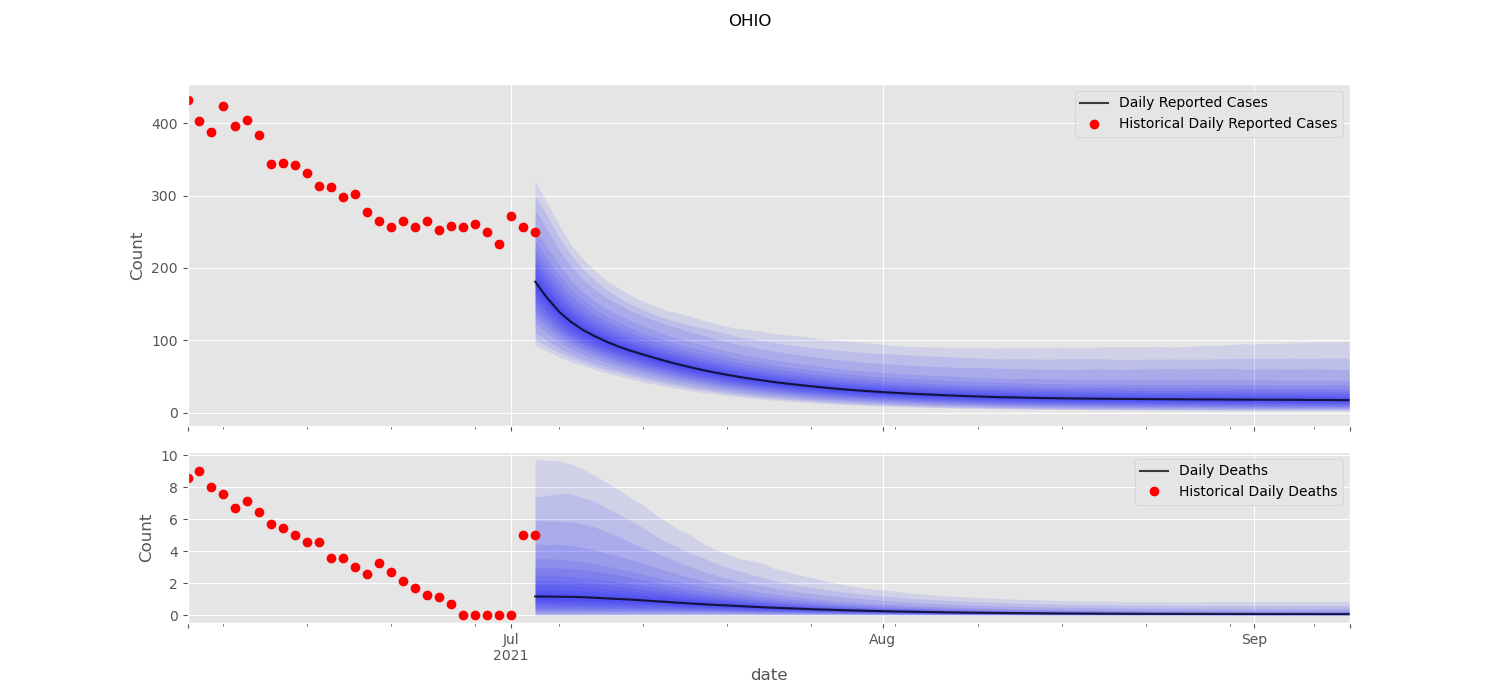 OHIO
Count
400
300
200
100
0
Daily Reported Cases
Historical Daily Reported Cases
Count
10
8
6
4
2
0
Daily Deaths
Historical Daily Deaths
Jul
2021
Aug
Sep
date